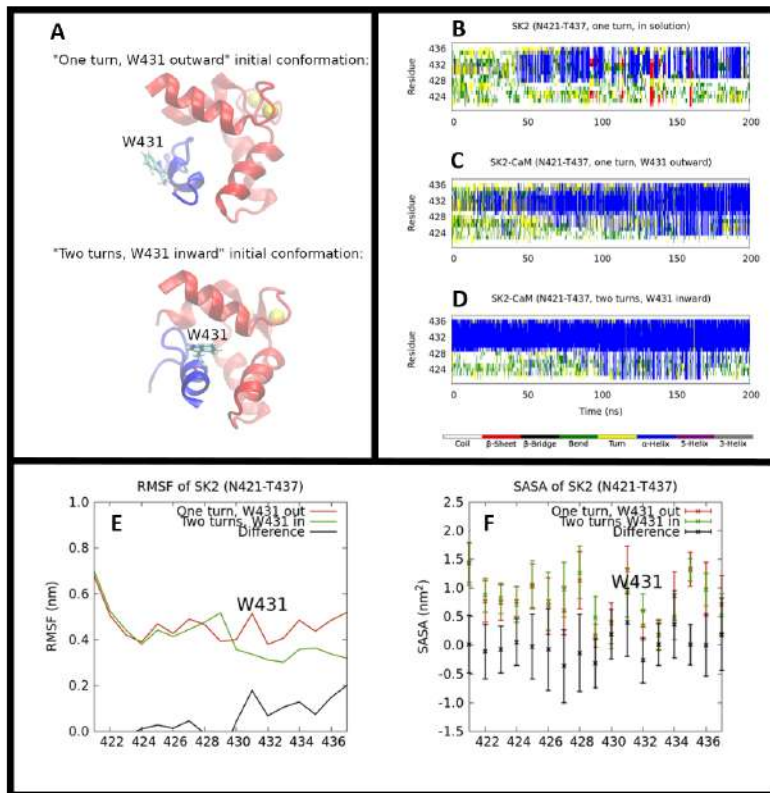 A
"One turn, W431 outward" initial conformation:
W431
"Two turns, W431 inward" initial conformation:
W431
B
SK2 (N421-T437, one turn, in solution)
Residue
436
432
428
424
0 50 100 150 200
C
SK2-CaM (N421-T437, one turn, W431 outward)
Residue
436
432
428
424
0 50 100 150 200
D
SK2-CaM (N421-T437, two turns, W431 inward)
Residue
436
432
428
424
0 50 100 150 200
Time (ns)
Coil β-Sheet β-Bridge Bend Turn α-Helix 5-Helix 3-Helix
RMSF of SK2 (N421-T437)
E
One turn, W431 out
Two turns, W431 in
Difference
W431
RMSF (nm)
1.0
0.8
0.6
0.4
0.2
0.0
422 424 426 428 430 432 434 436
SASA of SK2 (N421-T437)
F
One turn, W431 out
Two turns W431 in
Difference
W431
SASA (nm²)
2.5
2.0
1.5
1.0
0.5
0.0
-0.5
-1.0
-1.5
422 424 426 428 430 432 434 436